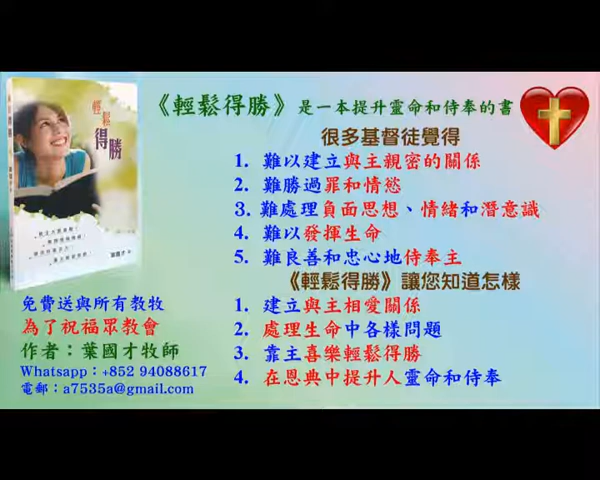 《輕鬆得勝》是一本提升靈命和侍奉的書
很多基督徒覺得
1. 難以建立與主親密的關係
2. 難勝過罪和情慾
3. 難處理負面思想、情緒和潛意識
4. 難以發揮生命
5. 難良善和忠心地侍奉主
《輕鬆得勝》讓您知道怎樣
1. 建立與主相愛關係
2. 處理生命中各樣問題
3. 靠主喜樂輕鬆得勝
4. 在恩典中提升人靈命和侍奉
輕鬆
得勝
葉國才 著
免費送與所有教牧
為了祝福眾教會
作者：葉國才牧師
Whatsapp：+852 94088617
電郵：a7535a@gmail.com